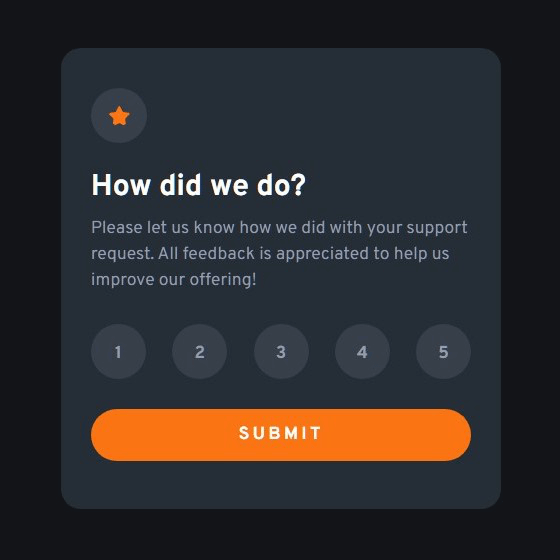 How did we do?
Please let us know how we did with your support
request. All feedback is appreciated to help us
improve our offering!
1 2 3 4 5
SUBMIT